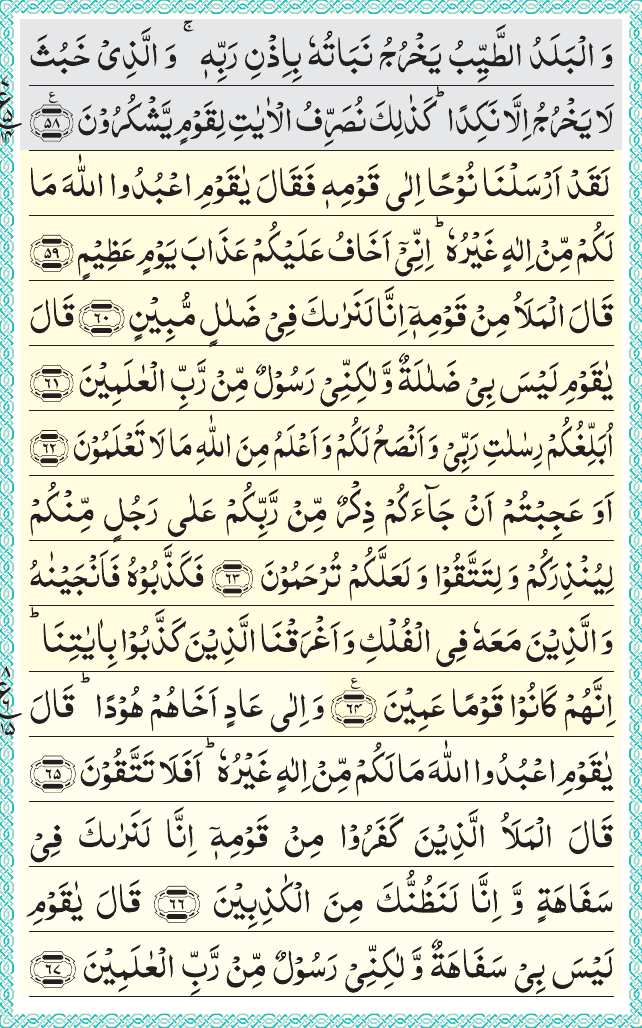 وَ الۡبَلَدُ الطَّيِّبُ يَخۡرُجُ نَبَاتُهٗ بِاِذۡنِ رَبِّهٖ ۚ وَ الَّذِىۡ خَبُثَ
لَا يَخۡرُجُ اِلَّا نَكِدًا ؕ كَذٰلِكَ نُصَرِّفُ الۡاٰيٰتِ لِقَوۡمٍ يَّشۡكُرُوۡنَ ﴿۵۸﴾ ع
لَقَدۡ اَرۡسَلۡنَا نُوۡحًا اِلٰى قَوۡمِهٖ فَقَالَ يٰقَوۡمِ اعۡبُدُوا اللّٰهَ مَا
لَكُمۡ مِّنۡ اِلٰهٍ غَيۡرُهٗ ؕ اِنِّىۡۤ اَخَافُ عَلَيۡكُمۡ عَذَابَ يَوۡمٍ عَظِيۡمٍ ﴿۵۹﴾
قَالَ الۡمَلَاُ مِنۡ قَوۡمِهٖۤ اِنَّا لَنَرٰٮكَ فِىۡ ضَلٰلٍ مُّبِيۡنٍ ﴿۶۰﴾ قَالَ
يٰقَوۡمِ لَيۡسَ بِىۡ ضَلٰلَةٌ وَّ لٰكِنِّىۡ رَسُوۡلٌ مِّنۡ رَّبِّ الۡعٰلَمِيۡنَ ﴿۶۱﴾
اُبَلِّغُكُمۡ رِسٰلٰتِ رَبِّىۡ وَ اَنۡصَحُ لَكُمۡ وَ اَعۡلَمُ مِنَ اللّٰهِ مَا لَا تَعۡلَمُوۡنَ ﴿۶۲﴾
اَوَ عَجِبۡتُمۡ اَنۡ جَآءَكُمۡ ذِكۡرٌ مِّنۡ رَّبِّكُمۡ عَلٰى رَجُلٍ مِّنۡكُمۡ
لِيُنۡذِرَكُمۡ وَ لِتَتَّقُوۡا وَ لَعَلَّكُمۡ تُرۡحَمُوۡنَ ﴿۶۳﴾ فَكَذَّبُوۡهُ فَاَنۡجَيۡنٰهُ
وَ الَّذِيۡنَ مَعَهٗ فِى الۡفُلۡكِ وَ اَغۡرَقۡنَا الَّذِيۡنَ كَذَّبُوۡا بِاٰيٰتِنَا ؕ
اِنَّهُمۡ كَانُوۡا قَوۡمًا عَمِيۡنَ ﴿۶۴﴾ ع وَ اِلٰى عَادٍ اَخَاهُمۡ هُوۡدًا ؕ قَالَ
يٰقَوۡمِ اعۡبُدُوا اللّٰهَ مَا لَكُمۡ مِّنۡ اِلٰهٍ غَيۡرُهٗ ؕ اَفَلَا تَتَّقُوۡنَ ﴿۶۵﴾
قَالَ الۡمَلَاُ الَّذِيۡنَ كَفَرُوۡا مِنۡ قَوۡمِهٖۤ اِنَّا لَنَرٰٮكَ فِىۡ
سَفَاهَةٍ وَّ اِنَّا لَنَظُنُّكَ مِنَ الۡكٰذِبِيۡنَ ﴿۶۶﴾ قَالَ يٰقَوۡمِ
لَيۡسَ بِىۡ سَفَاهَةٌ وَّ لٰكِنِّىۡ رَسُوۡلٌ مِّنۡ رَّبِّ الۡعٰلَمِيۡنَ ﴿۶۷﴾